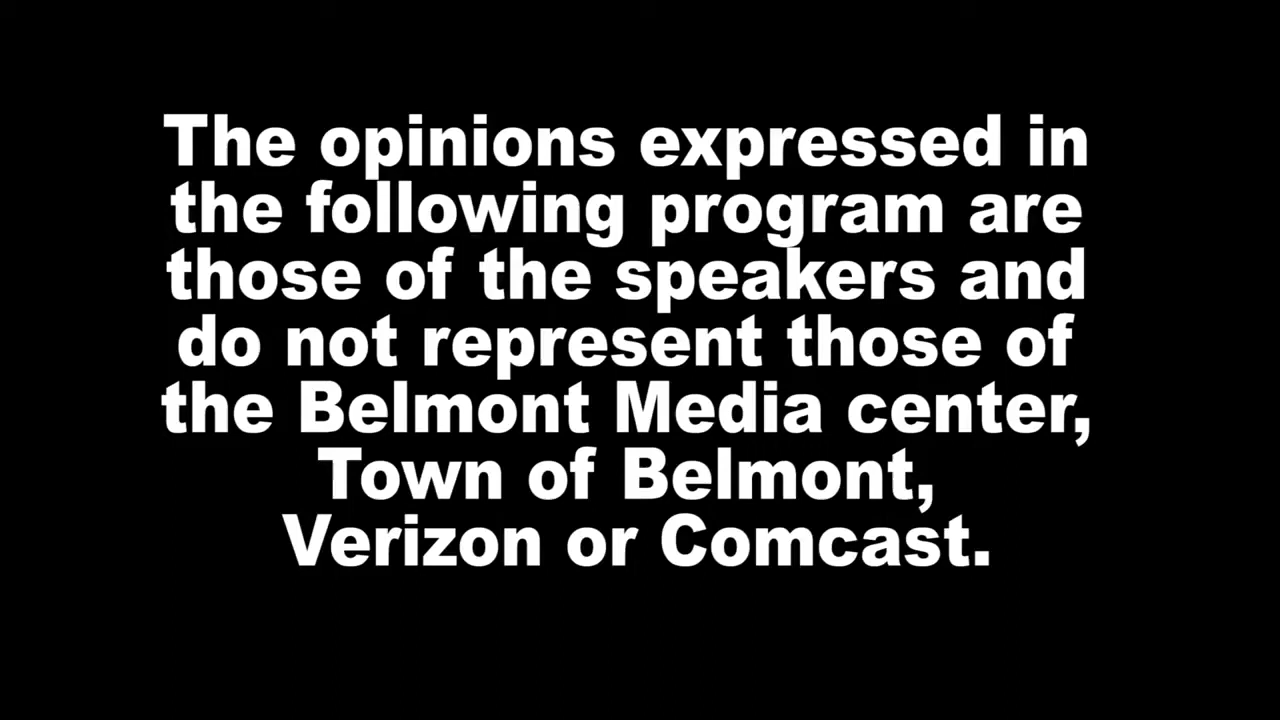 The opinions expressed in
the following program are
those of the speakers and
do not represent those of
the Belmont Media center,
Town of Belmont,
Verizon or Comcast.